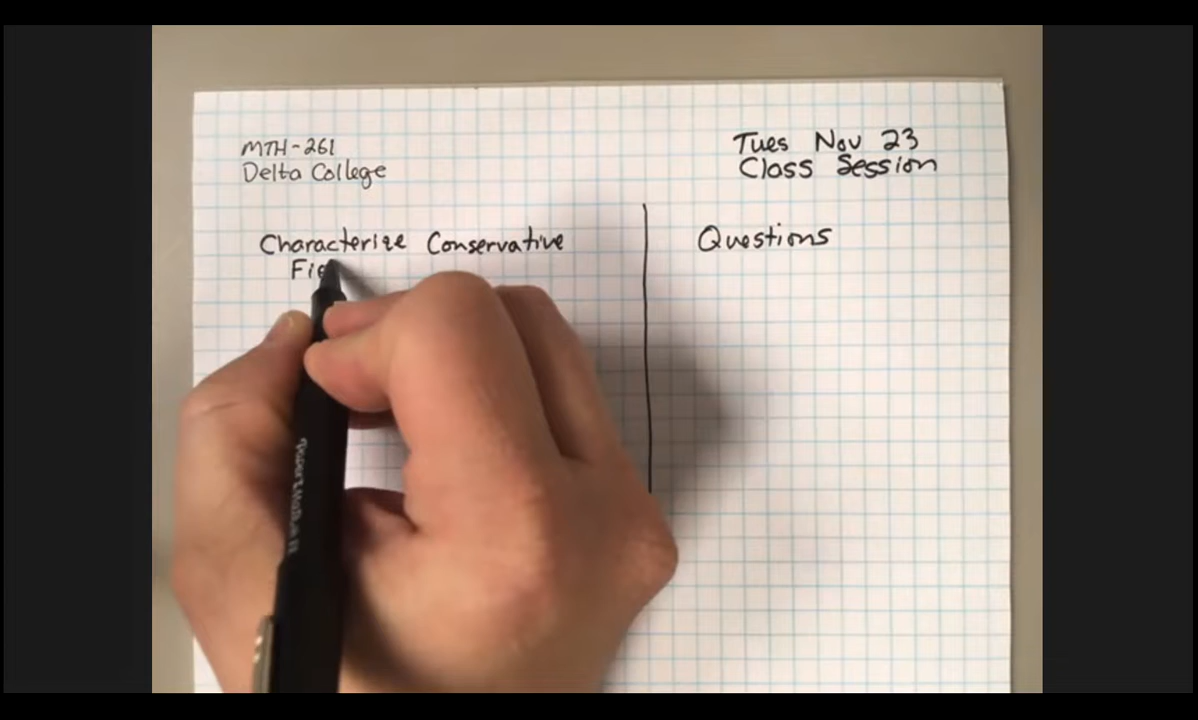 MTH-261
Delta College
Tues Nov 23
Class Session
Characterize Conservative
Questions